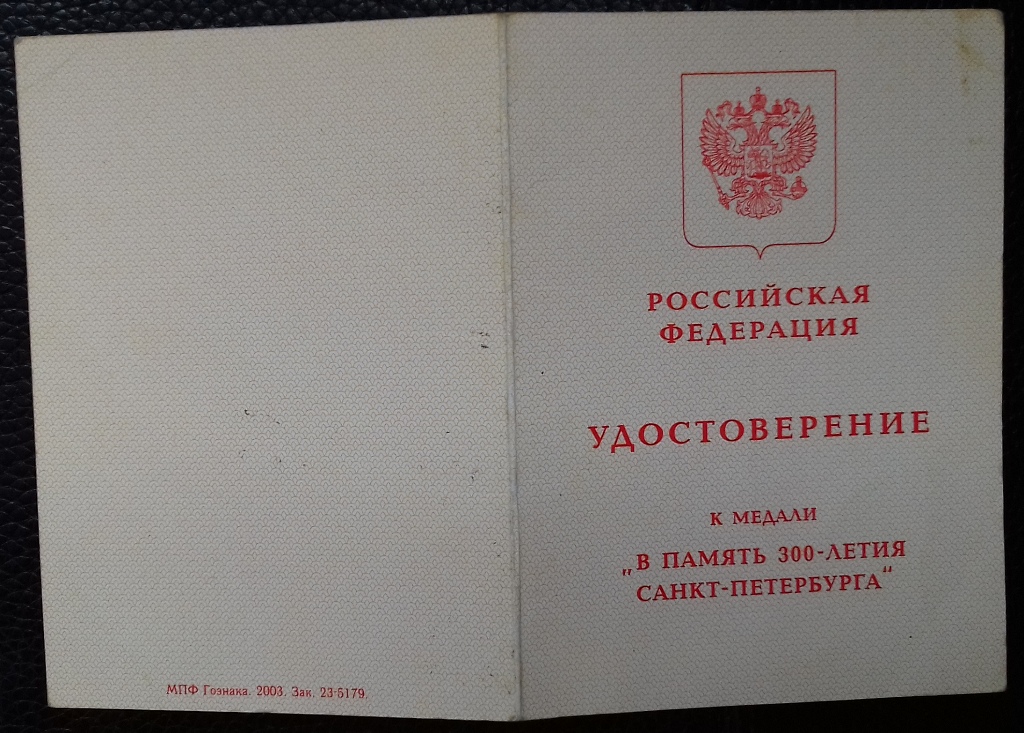 РОССИЙСКАЯ
ФЕДЕРАЦИЯ
УДОСТОВЕРЕНИЕ
К МЕДАЛИ
„В ПАМЯТЬ 300-ЛЕТИЯ
САНКТ-ПЕТЕРБУРГА“
МПФ Гознака. 2003. Зак. 23-5179.